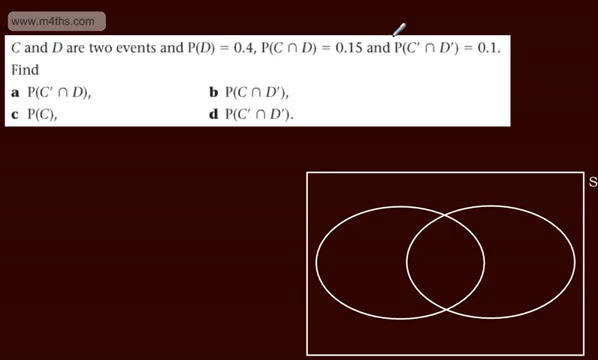 www.m4ths.com
C and D are two events and P(D) = 0.4, P(C ∩ D) = 0.15 and P(C′ ∩ D′) = 0.1.
Find
a P(C′ ∩ D), b P(C ∩ D′),
c P(C), d P(C′ ∩ D′).
S